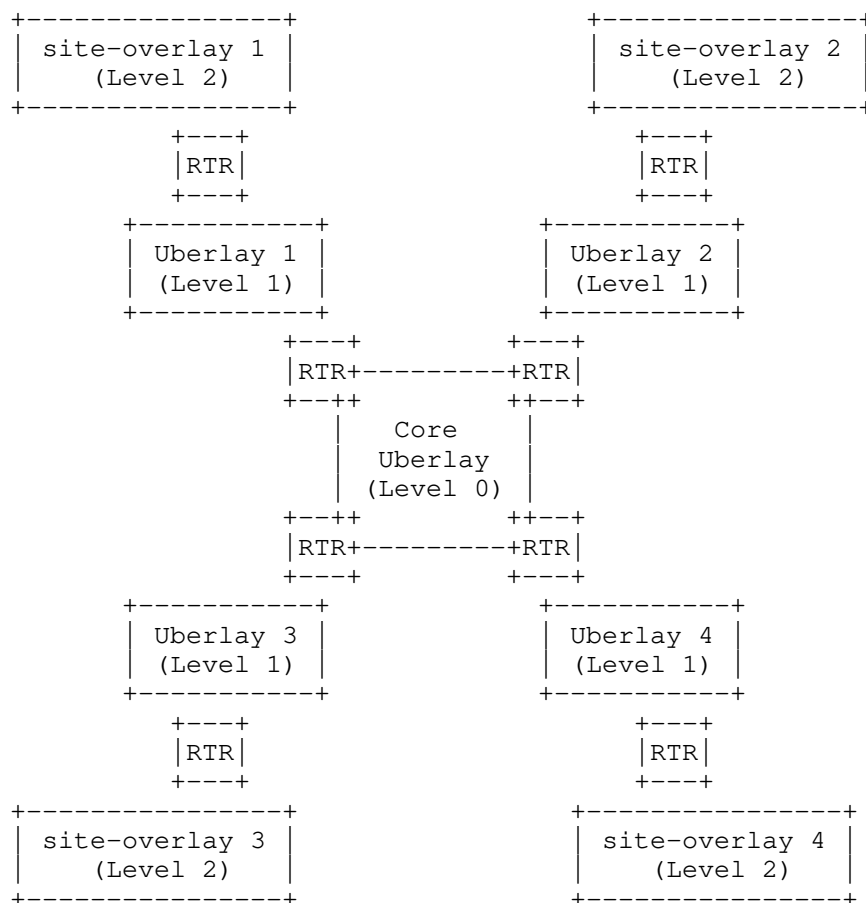 site-overlay 1 site-overlay 2
(Level 2) (Level 2)
RTR RTR
Uberlay 1 Uberlay 2
(Level 1) (Level 1)
RTR RTR
Core
Uberlay
(Level 0)
RTR RTR
Uberlay 3 Uberlay 4
(Level 1) (Level 1)
RTR RTR
site-overlay 3 site-overlay 4
(Level 2) (Level 2)